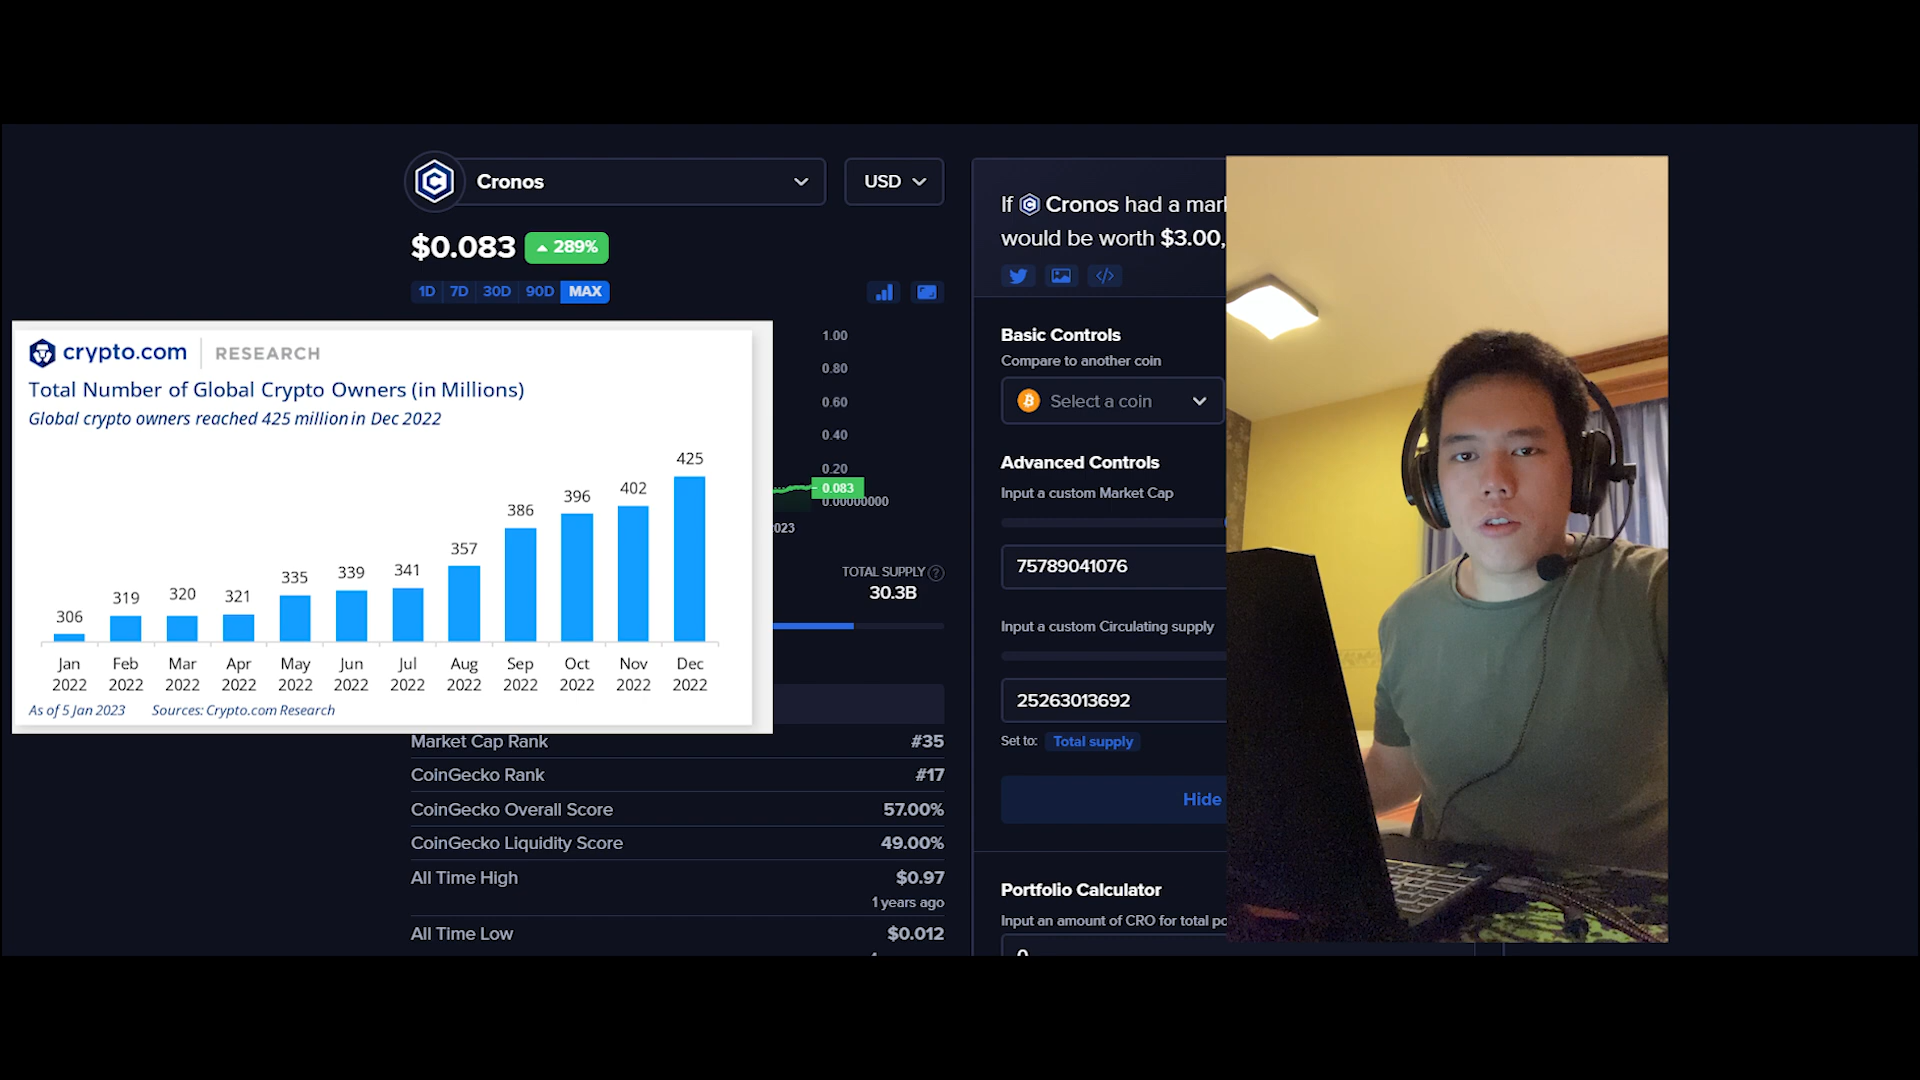 Cronos
USD
$0.083
289%
1D 7D 30D 90D MAX
crypto.com RESEARCH
Total Number of Global Crypto Owners (in Millions)
Global crypto owners reached 425 million in Dec 2022
306 319 320 321 335 339 341 357 386 396 402 425
Jan 2022
Feb 2022
Mar 2022
Apr 2022
May 2022
Jun 2022
Jul 2022
Aug 2022
Sep 2022
Oct 2022
Nov 2022
Dec 2022
As of 5 Jan 2023 Sources: Crypto.com Research
1.00
0.80
0.60
0.40
0.20
0.083
0.00000000
023
TOTAL SUPPLY ?
30.3B
Market Cap Rank #35
CoinGecko Rank #17
CoinGecko Overall Score 57.00%
CoinGecko Liquidity Score 49.00%
All Time High $0.97
1 years ago
All Time Low $0.012
If Cronos had a mar
would be worth $3.00,
Basic Controls
Compare to another coin
Select a coin
Advanced Controls
Input a custom Market Cap
75789041076
Input a custom Circulating supply
25263013692
Set to: Total supply
Hide
Portfolio Calculator
Input an amount of CRO for total po
0